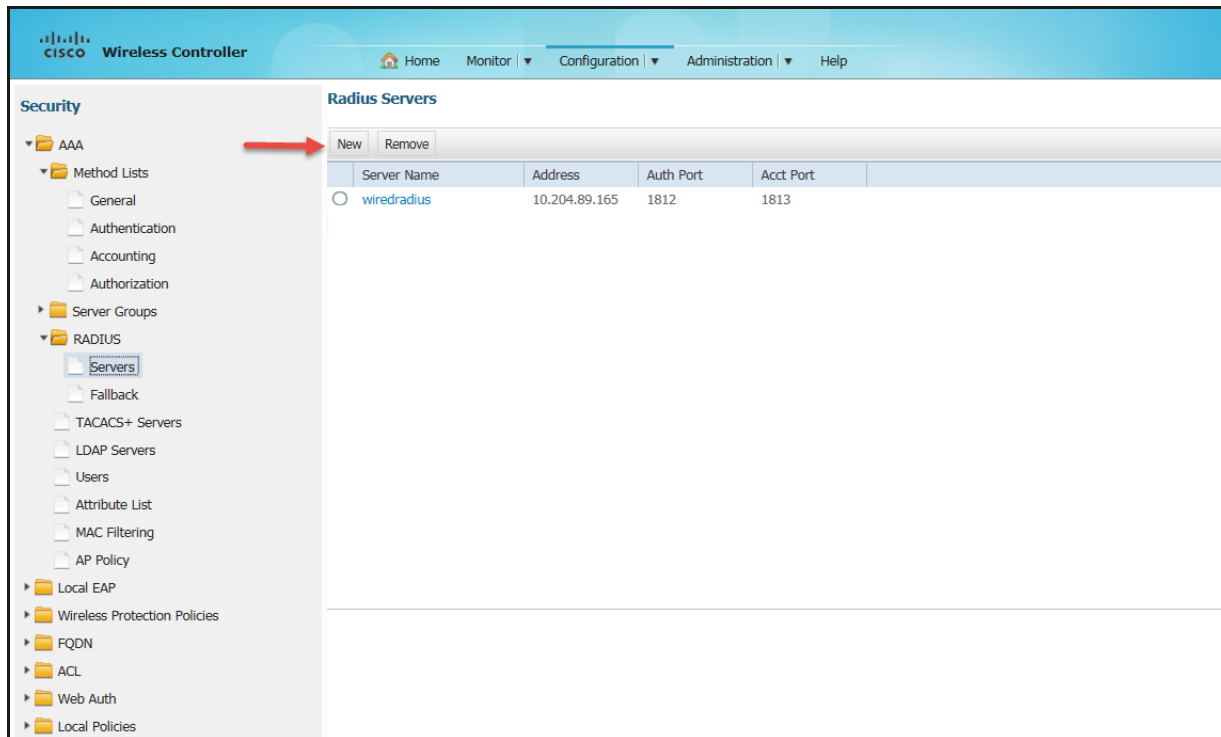 CISCO Wireless Controller
Home Monitor Configuration Administration Help
Security
AAA
Method Lists
General
Authentication
Accounting
Authorization
Server Groups
RADIUS
Servers
Fallback
TACACS+ Servers
LDAP Servers
Users
Attribute List
MAC Filtering
AP Policy
Local EAP
Wireless Protection Policies
FQDN
ACL
Web Auth
Local Policies
Radius Servers
New Remove
Server Name Address Auth Port Acct Port
wiredradius 10.204.89.165 1812 1813